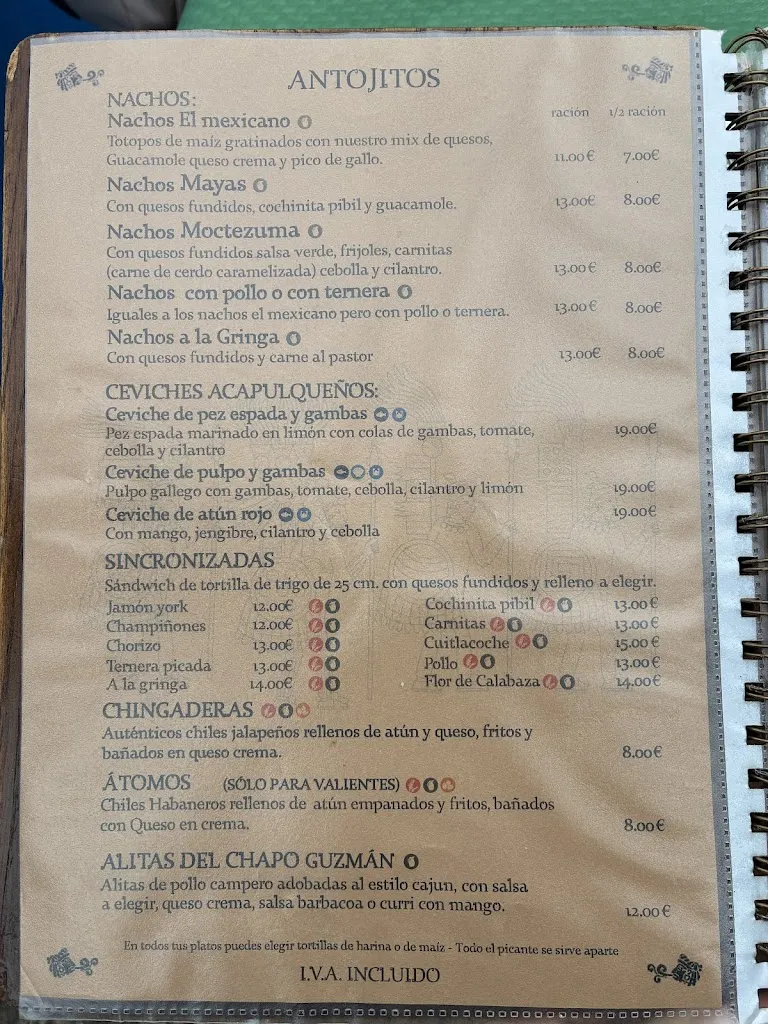 ANTOJITOS
NACHOS:
Nachos El mexicano ración 1/2 ración
Totopos de maíz gratinados con nuestro mix de quesos,
Guacamole queso crema y pico de gallo. 11.00€ 7.00€
Nachos Mayas
Con quesos fundidos, cochinita pibil y guacamole. 13.00€ 8.00€
Nachos Moctezuma
Con quesos fundidos salsa verde, frijoles, carnitas
(carne de cerdo caramelizada) cebolla y cilantro. 13.00€ 8.00€
Nachos con pollo o con ternera
Iguales a los nachos el mexicano pero con pollo o ternera. 13.00€ 8.00€
Nachos a la Gringa
Con quesos fundidos y carne al pastor 13.00€ 8.00€
CEVICHES ACAPULQUEÑOS:
Ceviche de pez espada y gambas
Pez espada marinado en limón con colas de gambas, tomate, 19.00€
cebolla y cilantro
Ceviche de pulpo y gambas
Pulpo gallego con gambas, tomate, cebolla, cilantro y limón 19.00€
Ceviche de atún rojo 19.00€
Con mango, jengibre, cilantro y cebolla
SINCRONIZADAS
Sándwich de tortilla de trigo de 25 cm. con quesos fundidos y relleno a elegir.
Jamón york 12.00€ Cochinita pibil 13.00€
Champiñones 12.00€ Carnitas 13.00€
Chorizo 13.00€ Cuitlacoche 15.00€
Ternera picada 13.00€ Pollo 13.00€
A la gringa 14.00€ Flor de Calabaza 14.00€
CHINGADERAS
Auténticos chiles jalapeños rellenos de atún y queso, fritos y
bañados en queso crema. 8.00€
ÁTOMOS (SÓLO PARA VALIENTES)
Chiles Habaneros rellenos de atún empanados y fritos, bañados
con Queso en crema. 8.00€
ALITAS DEL CHAPO GUZMÁN
Alitas de pollo campero adobadas al estilo cajun, con salsa
a elegir, queso crema, salsa barbacoa o curri con mango. 12.00€
En todos tus platos puedes elegir tortillas de harina o de maíz - Todo el picante se sirve aparte
I.V.A. INCLUIDO